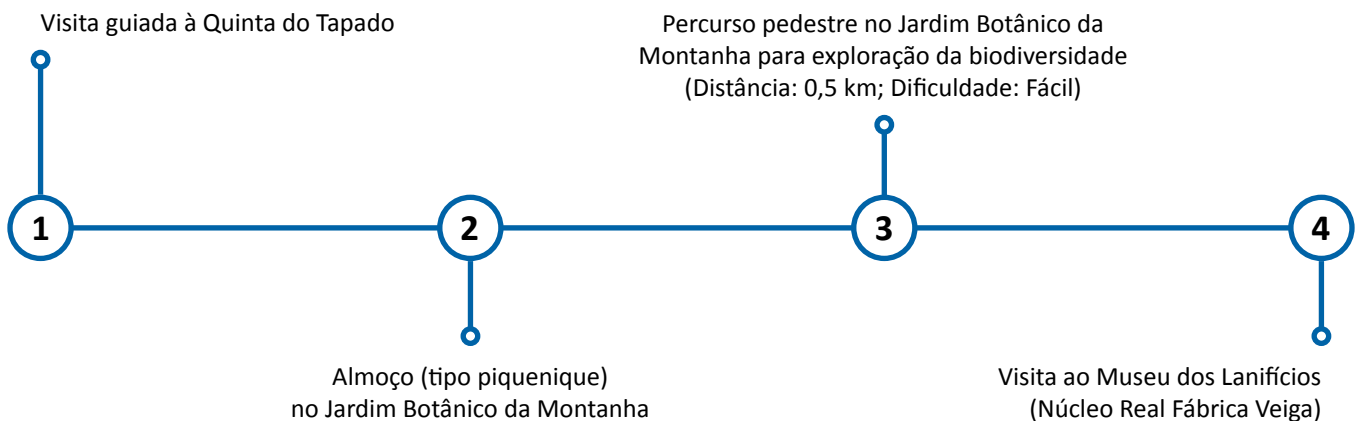 Visita guiada à Quinta do Tapado
Percurso pedestre no Jardim Botânico da
Montanha para exploração da biodiversidade
(Distância: 0,5 km; Dificuldade: Fácil)
1
2
3
4
Almoço (tipo piquenique)
no Jardim Botânico da Montanha
Visita ao Museu dos Lanifícios
(Núcleo Real Fábrica Veiga)